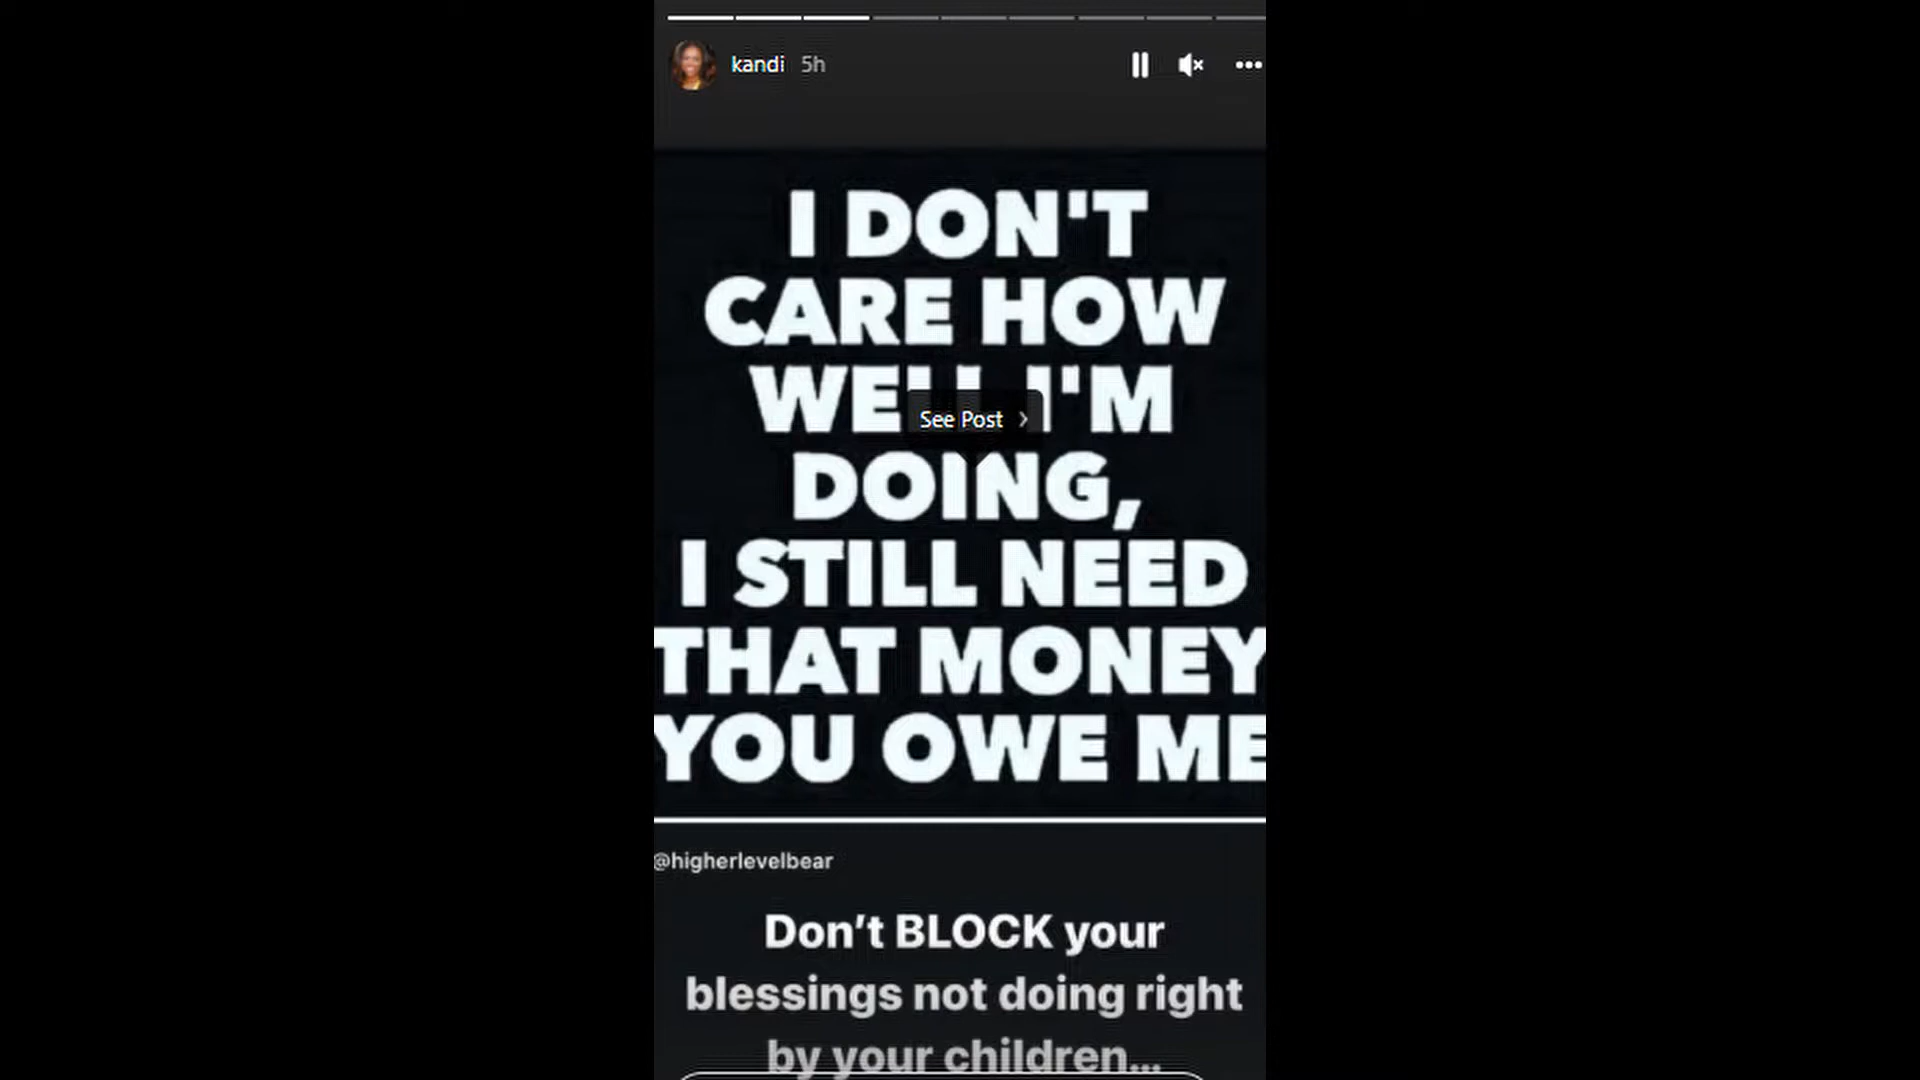 kandi 5h
I DON'T
CARE HOW
WELL I'M
See Post
DOING,
I STILL NEED
THAT MONEY
YOU OWE ME
@higherlevelbear
Don't BLOCK your
blessings not doing right
by your children...